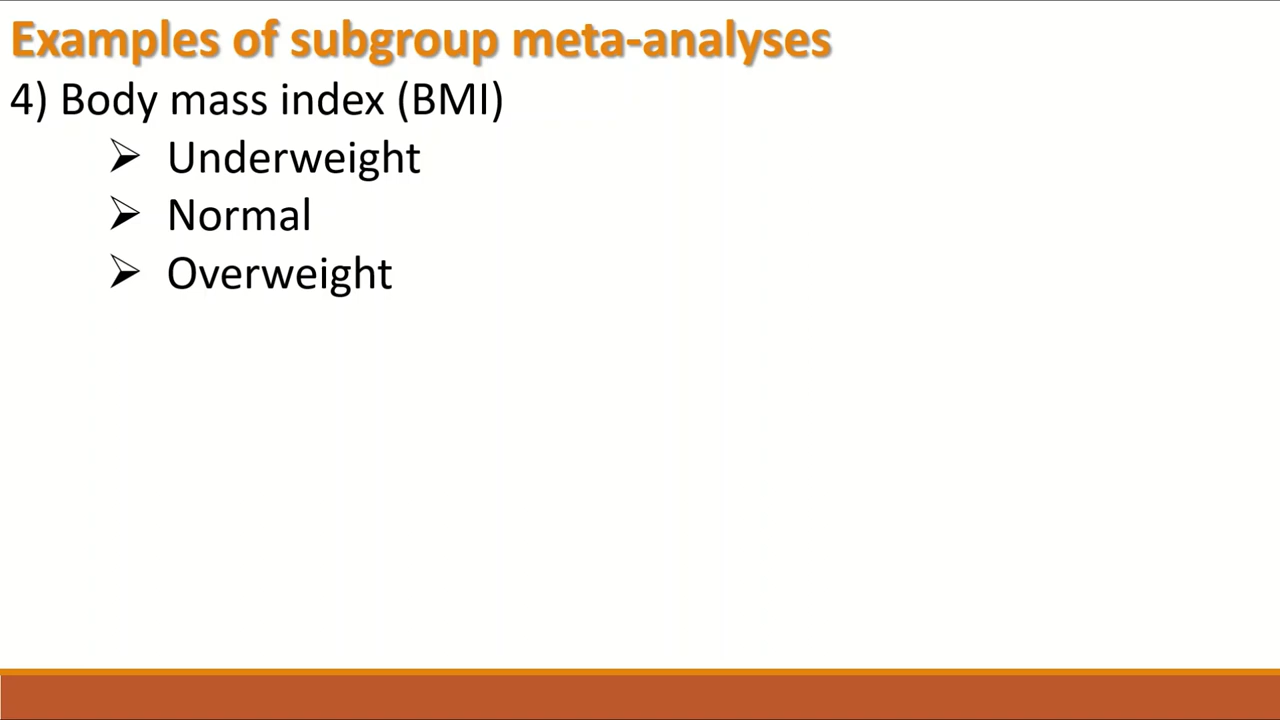 Examples of subgroup meta-analyses
4) Body mass index (BMI)
➢ Underweight
➢ Normal
➢ Overweight